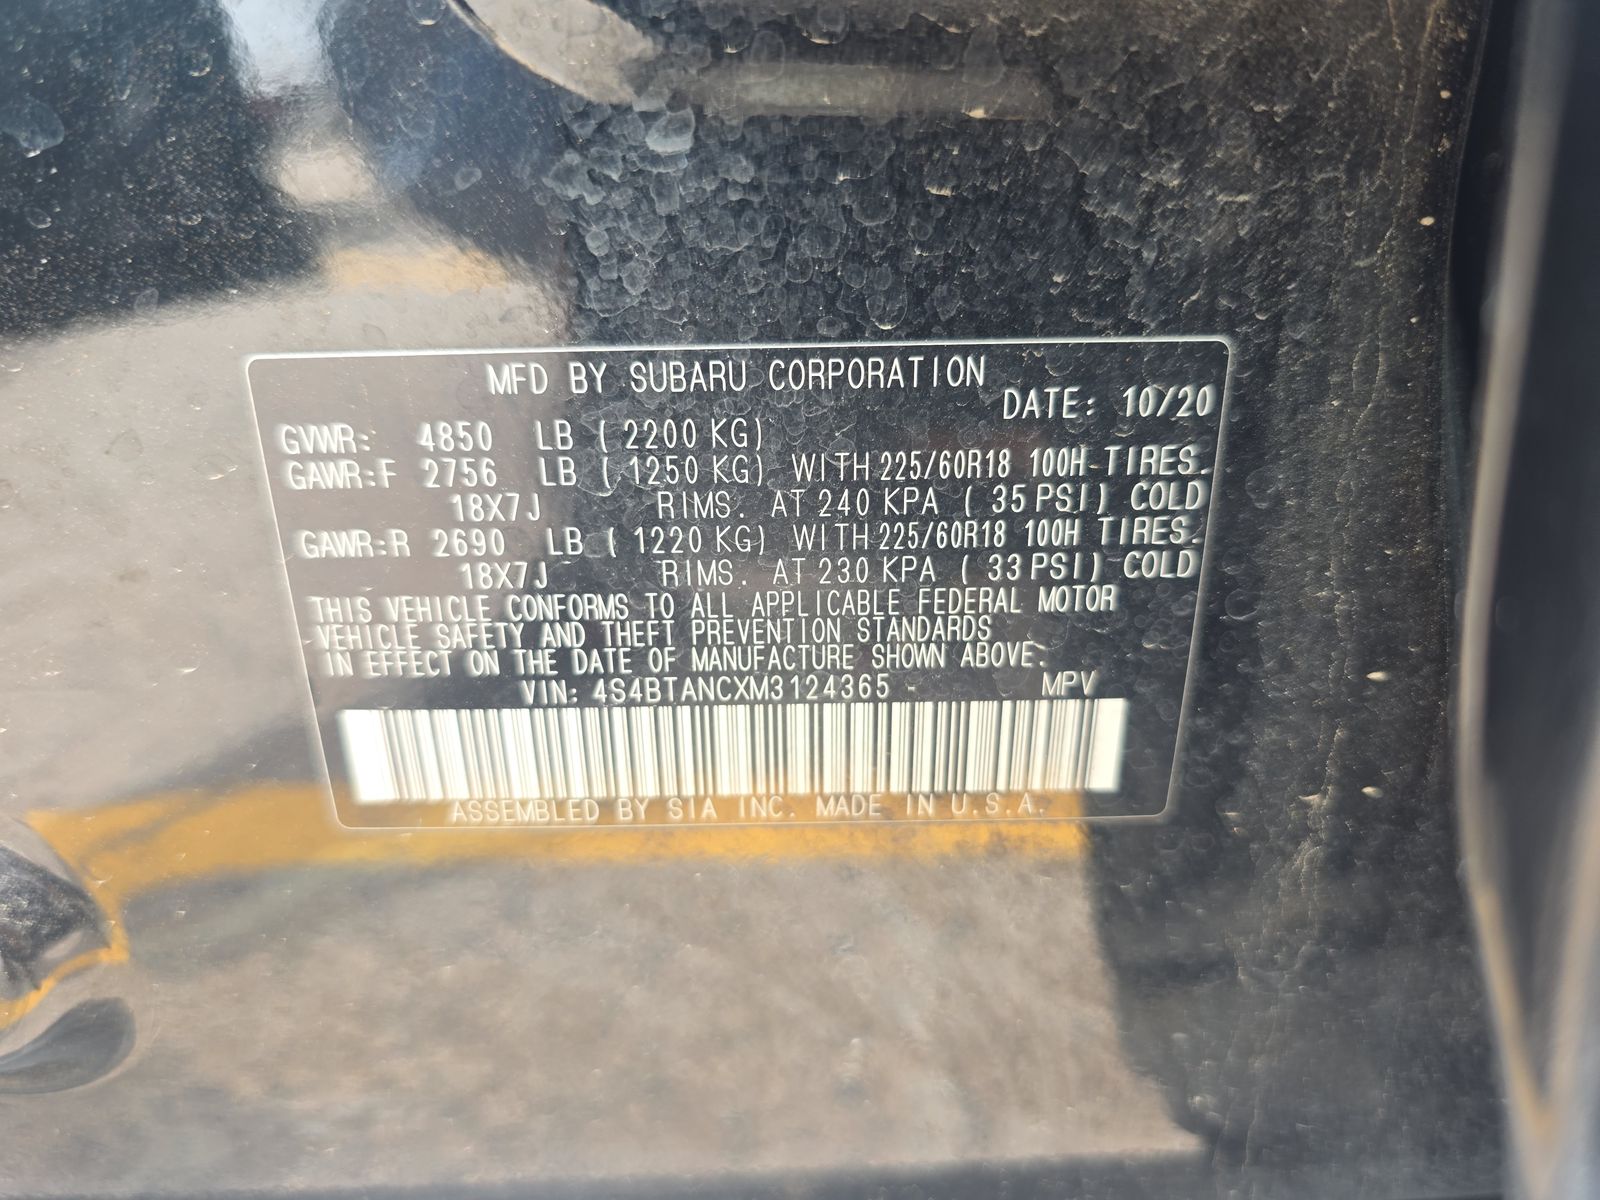 MFD BY SUBARU CORPORATION
DATE: 10/20
GVWR: 4850 LB ( 2200 KG)
GAWR:F 2756 LB ( 1250 KG) WITH 225/60R18 100H TIRES.
18X7J RIMS. AT 240 KPA ( 35 PSI) COLD
GAWR:R 2690 LB ( 1220 KG) WITH 225/60R18 100H TIRES.
18X7J RIMS. AT 230 KPA ( 33 PSI) COLD
THIS VEHICLE CONFORMS TO ALL APPLICABLE FEDERAL MOTOR
VEHICLE SAFETY AND THEFT PREVENTION STANDARDS
IN EFFECT ON THE DATE OF MANUFACTURE SHOWN ABOVE.
VIN: 4S4BTANCXM3124365 - MPV
ASSEMBLED BY SIA INC. MADE IN U.S.A.